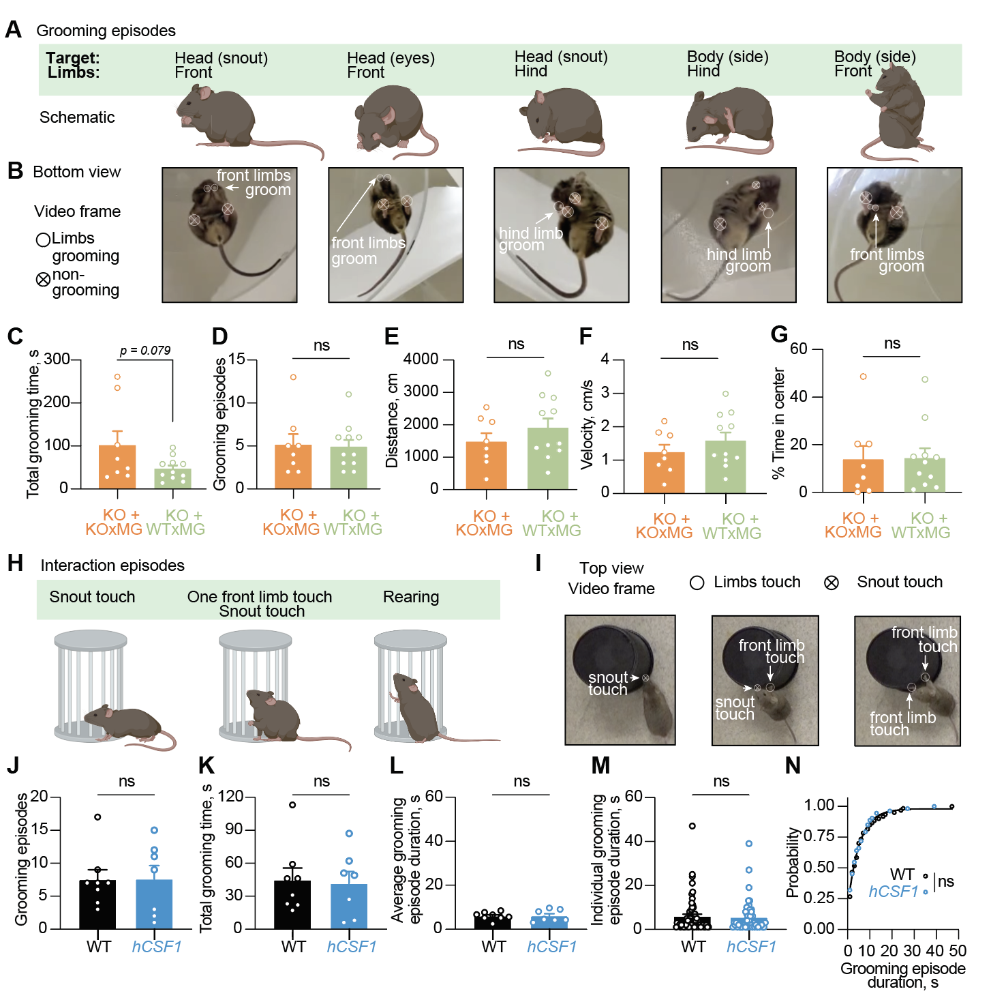 A Grooming episodes
Target: Head (snout) Head (eyes) Head (snout) Body (side) Body (side)
Limbs: Front Front Hind Hind Front
Schematic
B Bottom view
Video frame
Limbs
grooming
non-
grooming
front limbs
groom
front limbs
groom
hind limb
groom
hind limb
groom
front limbs
groom
C
p = 0.079
Total grooming time, s
300
200
100
0
KO +
KOxMG
KO +
WTxMG
D
ns
Grooming episodes
15
10
5
0
KO +
KOxMG
KO +
WTxMG
E
ns
Disstance, cm
4000
3000
2000
1000
0
KO +
KOxMG
KO +
WTxMG
F
ns
Velocity, cm/s
4
3
2
1
0
KO +
KOxMG
KO +
WTxMG
G
ns
% Time in center
60
40
20
0
KO +
KOxMG
KO +
WTxMG
H Interaction episodes
Snout touch
One front limb touch
Snout touch
Rearing
I
Top view
Video frame
Limbs touch
Snout touch
snout
touch
front limb
touch
snout
touch
front limb
touch
front limb
touch
J
ns
Grooming episodes
20
15
10
5
0
WT hCSF1
K
ns
Total grooming time, s
120
90
60
30
0
WT hCSF1
L
ns
Average grooming
episode duration, s
60
40
20
0
WT hCSF1
M
ns
Individual grooming
episode duration, s
60
40
20
0
WT hCSF1
N
Probability
1.00
0.75
0.50
0.25
0.00
WT
hCSF1
ns
0 10 20 30 40 50
Grooming episode
duration, s